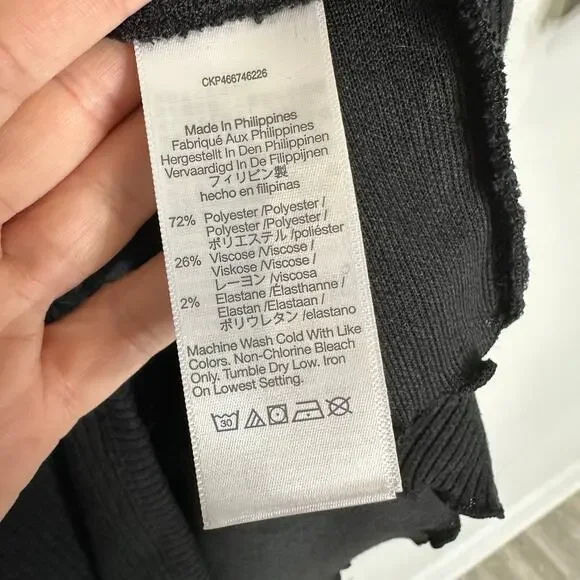 CKP466746226
Made In Philippines
Fabriqué Aux Philippines
Hergestellt In Den Philippinen
Vervaardigd In De Filippijnen
フィリピン製
hecho en filipinas
72% Polyester /Polyester /
Polyester /Polyester /
ポリエステル /poliéster
26% Viscose /Viscose /
Viskose /Viscose /
レーヨン /viscosa
2% Elastane /Élasthanne /
Elastan /Elastaan /
ポリウレタン /elastano
Machine Wash Cold With Like
Colors. Non-Chlorine Bleach
Only. Tumble Dry Low. Iron
On Lowest Setting.
30